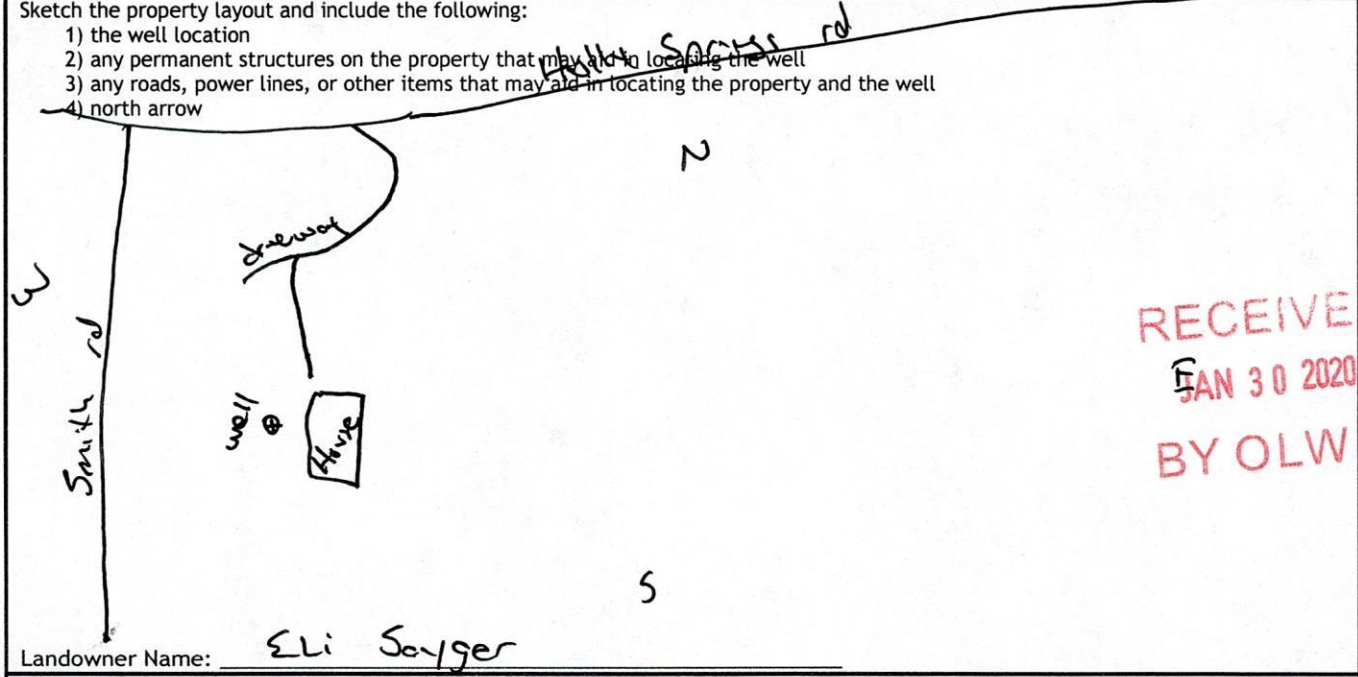 Sketch the property layout and include the following:
1) the well location
2) any permanent structures on the property that may aid in locating the well
3) any roads, power lines, or other items that may aid in locating the property and the well
4) north arrow
Holly Springs rd
N
driveway
W
Smith rd
well
House
RECEIVE
JAN 30 2020
BY OLW
S
Landowner Name: Eli Sayger